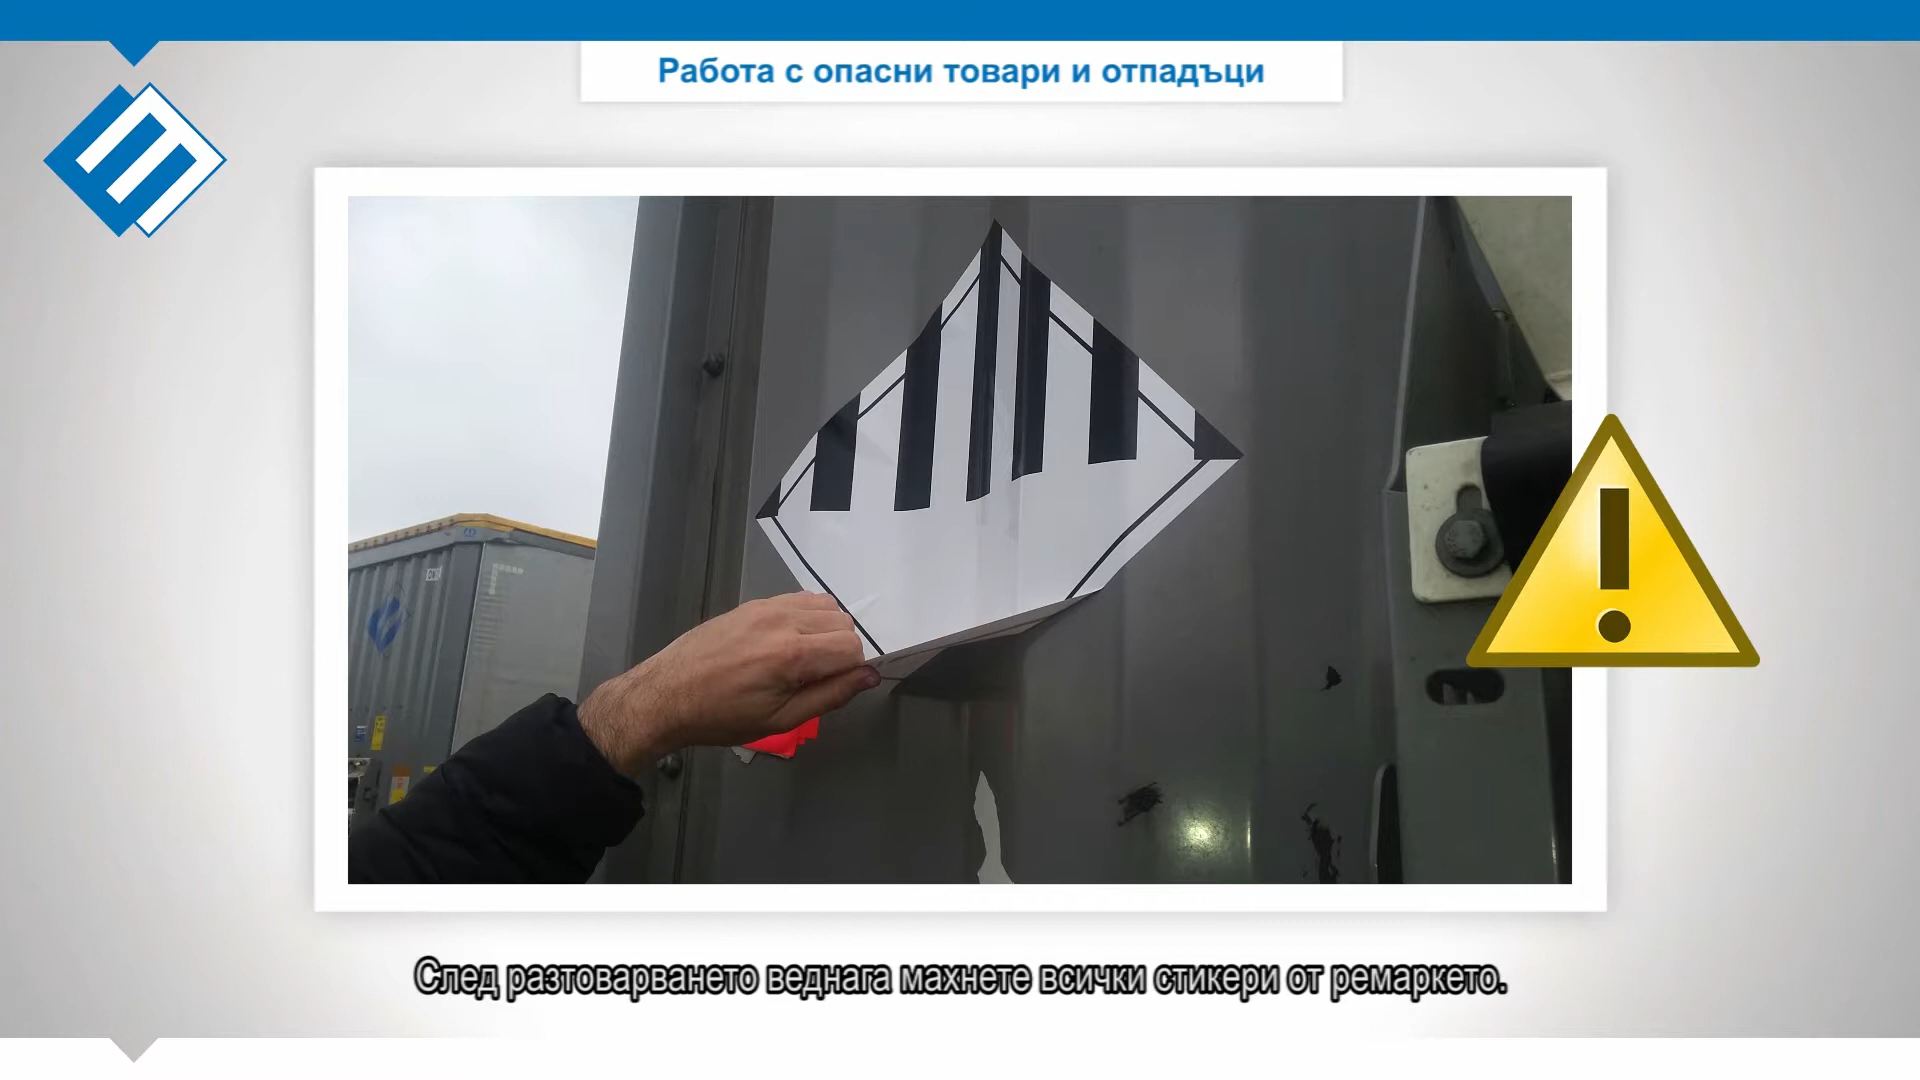 Работа с опасни товари и отпадъци
След разтоварването веднага махнете всички стикери от ремаркето.